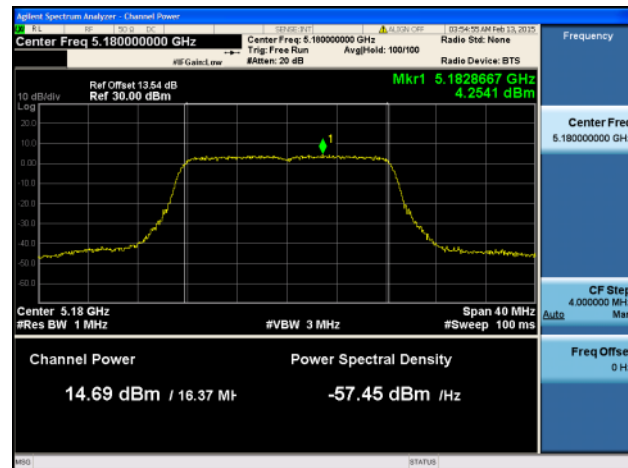 Agilent Spectrum Analyzer - Channel Power
RL RF 50 Ω DC SENSE:INT ALIGN OFF 03:54:55 AM Feb 13, 2015
Center Freq 5.180000000 GHz Center Freq: 5.180000000 GHz Radio Std: None
Trig: Free Run Avg|Hold: 100/100
#IFGain:Low #Atten: 20 dB Radio Device: BTS
Ref Offset 13.54 dB Mkr1 5.1828667 GHz
10 dB/div Ref 30.00 dBm 4.2541 dBm
Log
20.0
10.0
1
0.00
-10.0
-20.0
-30.0
-40.0
-50.0
-60.0
Center 5.18 GHz Span 40 MHz
#Res BW 1 MHz #VBW 3 MHz #Sweep 100 ms
Channel Power Power Spectral Density
14.69 dBm / 16.37 MH -57.45 dBm /Hz
MSG STATUS
Frequency
Center Freq
5.180000000 GH
CF Step
4.000000 MH
Auto Man
Freq Offse
0 H